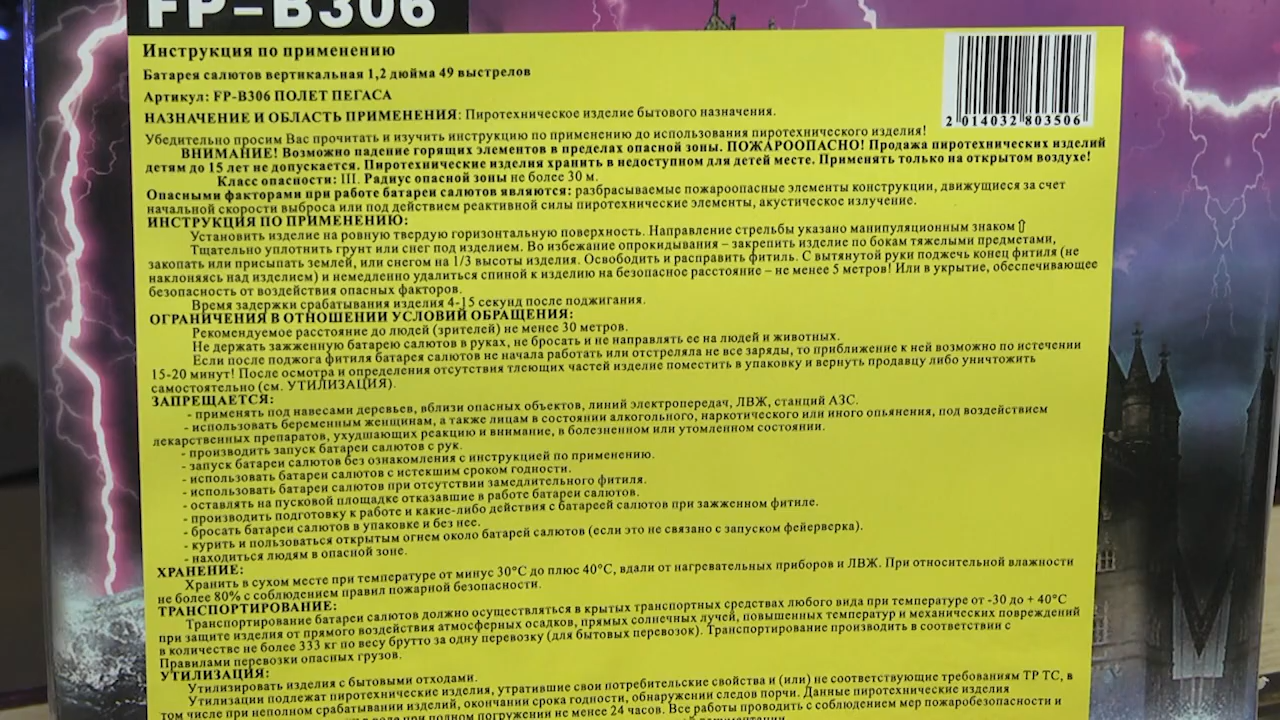 FP-B306
Инструкция по применению
Батарея салютов вертикальная 1,2 дюйма 49 выстрелов
Артикул: FP-B306 ПОЛЕТ ПЕГАСА
НАЗНАЧЕНИЕ И ОБЛАСТЬ ПРИМЕНЕНИЯ: Пиротехническое изделие бытового назначения.
2 014032 803506
Убедительно просим Вас прочитать и изучить инструкцию по применению до использования пиротехнического изделия!
ВНИМАНИЕ! Возможно падение горящих элементов в пределах опасной зоны. ПОЖАРООПАСНО! Продажа пиротехнических изделий
детям до 15 лет не допускается. Пиротехнические изделия хранить в недоступном для детей месте. Применять только на открытом воздухе!
Класс опасности: III. Радиус опасной зоны не более 30 м.
Опасными факторами при работе батареи салютов являются: разбрасываемые пожароопасные элементы конструкции, движущиеся за счет
начальной скорости выброса или под действием реактивной силы пиротехнические элементы, акустическое излучение.
ИНСТРУКЦИЯ ПО ПРИМЕНЕНИЮ:
Установить изделие на ровную твердую горизонтальную поверхность. Направление стрельбы указано манипуляционным знаком ⇧
Тщательно уплотнить грунт или снег под изделием. Во избежание опрокидывания – закрепить изделие по бокам тяжелыми предметами,
закопать или присыпать землей, или снегом на 1/3 высоты изделия. Освободить и расправить фитиль. С вытянутой руки поджечь конец фитиля (не
наклоняясь над изделием) и немедленно удалиться спиной к изделию на безопасное расстояние – не менее 5 метров! Или в укрытие, обеспечивающее
безопасность от воздействия опасных факторов.
Время задержки срабатывания изделия 4-15 секунд после поджигания.
ОГРАНИЧЕНИЯ В ОТНОШЕНИИ УСЛОВИЙ ОБРАЩЕНИЯ:
Рекомендуемое расстояние до людей (зрителей) не менее 30 метров.
Не держать зажженную батарею салютов в руках, не бросать и не направлять ее на людей и животных.
Если после поджога фитиля батарея салютов не начала работать или отстреляла не все заряды, то приближение к ней возможно по истечении
15-20 минут! После осмотра и определения отсутствия тлеющих частей изделие поместить в упаковку и вернуть продавцу либо уничтожить
самостоятельно (см. УТИЛИЗАЦИЯ).
ЗАПРЕЩАЕТСЯ:
- применять под навесами деревьев, вблизи опасных объектов, линий электропередач, ЛВЖ, станций АЗС.
- использовать беременным женщинам, а также лицам в состоянии алкогольного, наркотического или иного опьянения, под воздействием
лекарственных препаратов, ухудшающих реакцию и внимание, в болезненном или утомленном состоянии.
- производить запуск батареи салютов с рук.
- запуск батареи салютов без ознакомления с инструкцией по применению.
- использовать батареи салютов с истекшим сроком годности.
- использовать батареи салютов при отсутствии замедлительного фитиля.
- оставлять на пусковой площадке отказавшие в работе батареи салютов.
- производить подготовку к работе и какие-либо действия с батареей салютов при зажженном фитиле.
- бросать батареи салютов в упаковке и без нее.
- курить и пользоваться открытым огнем около батарей салютов (если это не связано с запуском фейерверка).
- находиться людям в опасной зоне.
ХРАНЕНИЕ:
Хранить в сухом месте при температуре от минус 30°С до плюс 40°С, вдали от нагревательных приборов и ЛВЖ. При относительной влажности
не более 80% с соблюдением правил пожарной безопасности.
ТРАНСПОРТИРОВАНИЕ:
Транспортирование батареи салютов должно осуществляться в крытых транспортных средствах любого вида при температуре от -30 до + 40°С
при защите изделия от прямого воздействия атмосферных осадков, прямых солнечных лучей, повышенных температур и механических повреждений
в количестве не более 333 кг по весу брутто за одну перевозку (для бытовых перевозок). Транспортирование производить в соответствии с
Правилами перевозки опасных грузов.
УТИЛИЗАЦИЯ:
Утилизировать изделия с бытовыми отходами.
Утилизации подлежат пиротехнические изделия, утратившие свои потребительские свойства и (или) не соответствующие требованиям ТР ТС, в
том числе при неполном срабатывании изделий, окончании срока годности, обнаружении следов порчи. Данные пиротехнические изделия
в воде при полном погружении не менее 24 часов. Все работы проводить с соблюдением мер пожаробезопасности и